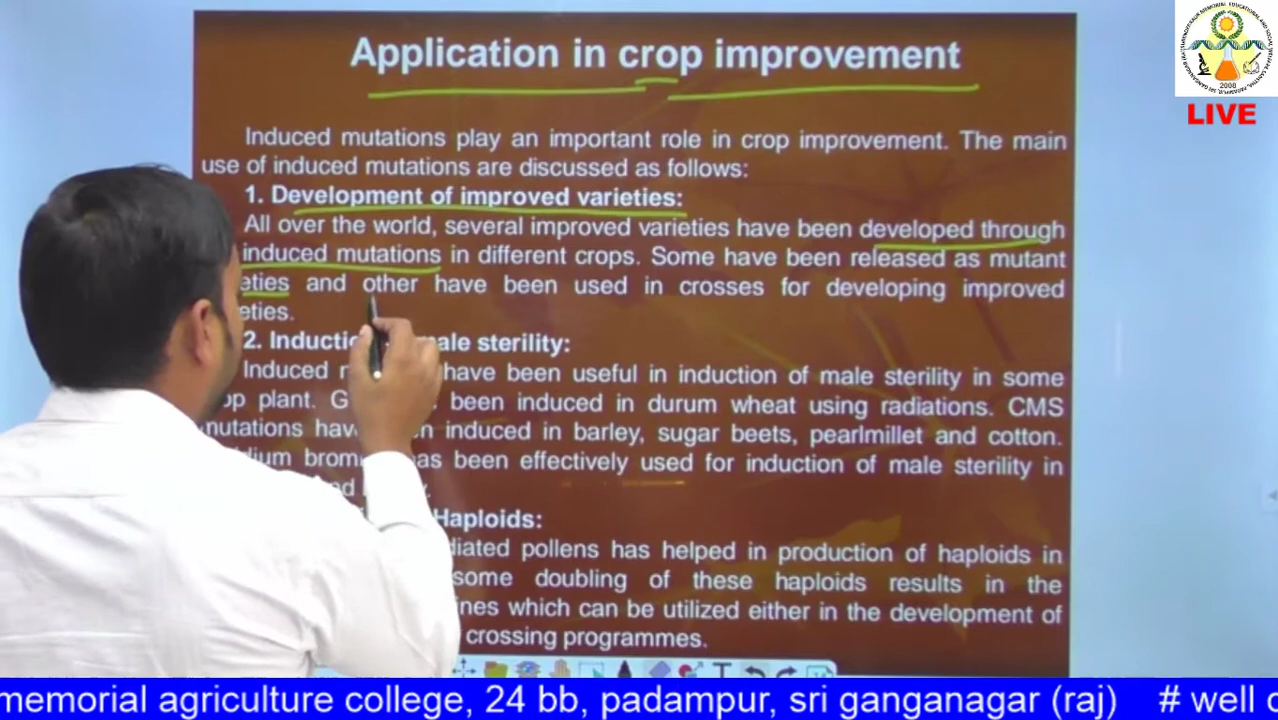 Application in crop improvement
LIVE
2008
Induced mutations play an important role in crop improvement. The main
use of induced mutations are discussed as follows:
1. Development of improved varieties:
All over the world, several improved varieties have been developed through
induced mutations in different crops. Some have been released as mutant
eties and other have been used in crosses for developing improved
eties.
2. Inductio ale sterility:
Induced have been useful in induction of male sterility in some
op plant. G been induced in durum wheat using radiations. CMS
nutations hav n induced in barley, sugar beets, pearlmillet and cotton.
dium brom as been effectively used for induction of male sterility in
Haploids:
diated pollens has helped in production of haploids in
some doubling of these haploids results in the
ines which can be utilized either in the development of
crossing programmes.
memorial agriculture college, 24 bb, padampur, sri ganganagar (raj) # well